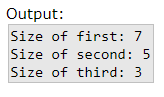 Output:
Size of first: 7
Size of second: 5
Size of third: 3